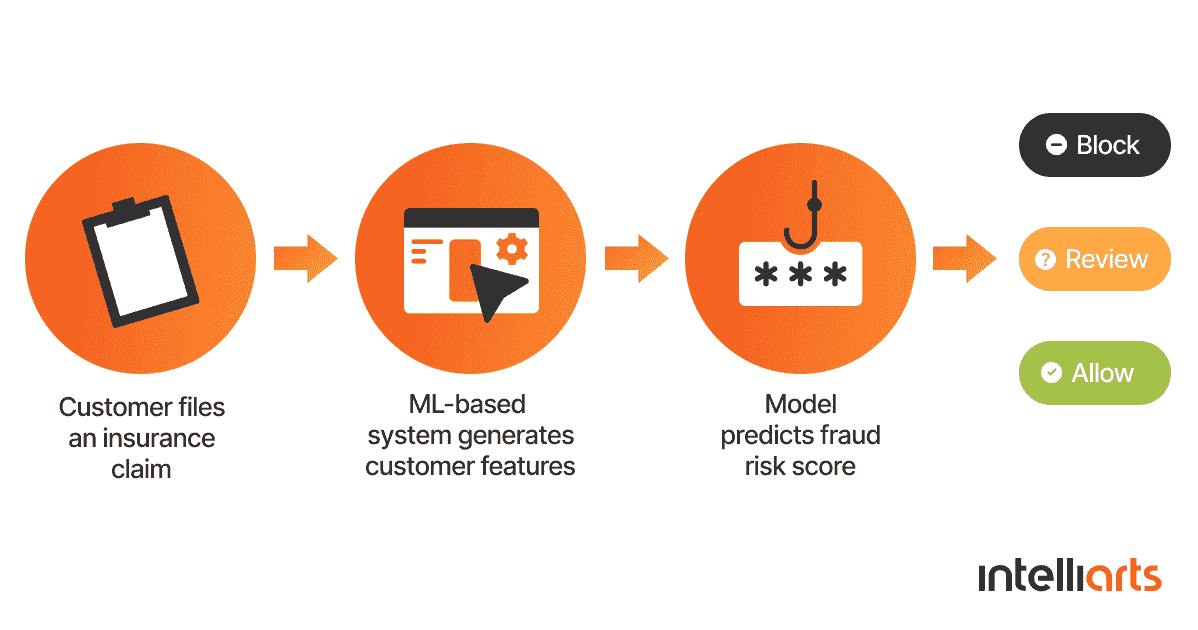 Customer files
an insurance
claim
ML-based
system generates
customer features
***
Model
predicts fraud
risk score
Block
? Review
Allow
intelliarts